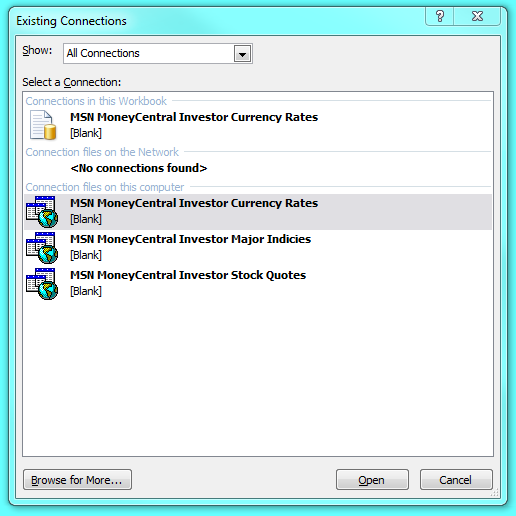 Existing Connections
?
Show: All Connections
Select a Connection:
Connections in this Workbook
MSN MoneyCentral Investor Currency Rates
[Blank]
Connection files on the Network
<No connections found>
Connection files on this computer
MSN MoneyCentral Investor Currency Rates
[Blank]
MSN MoneyCentral Investor Major Indicies
[Blank]
MSN MoneyCentral Investor Stock Quotes
[Blank]
Browse for More... Open Cancel